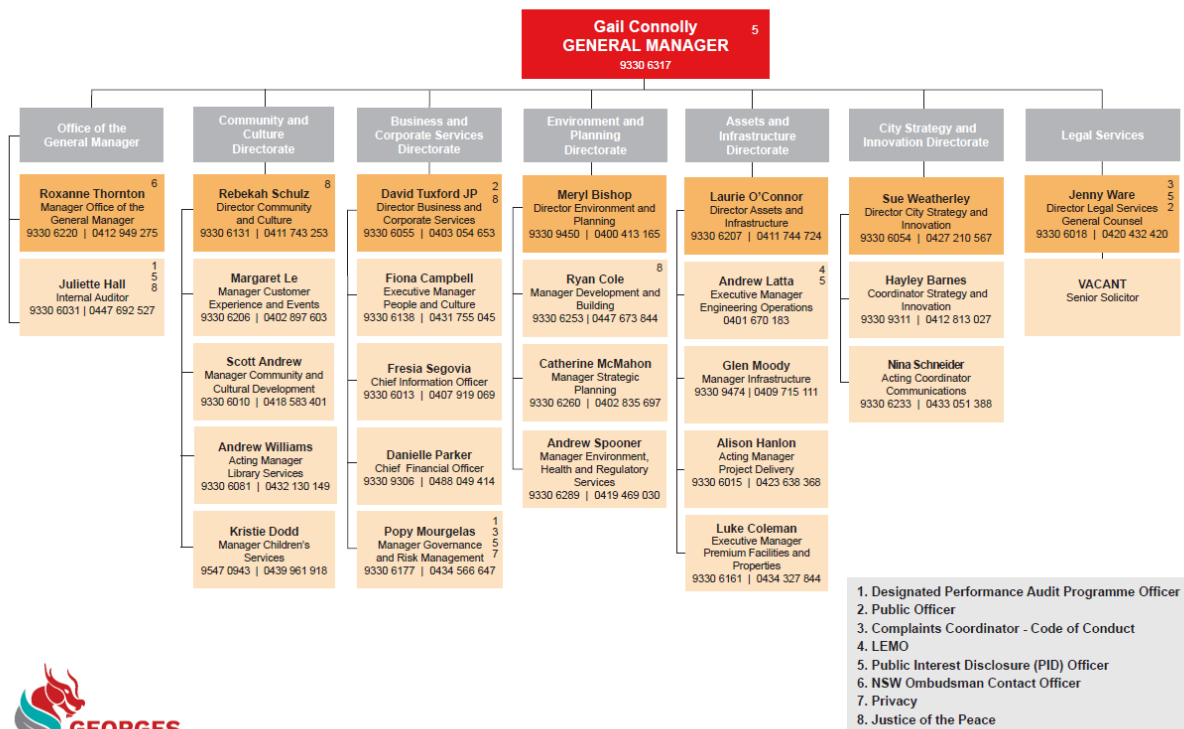 Gail Connolly
5
GENERAL MANAGER
9330 6317
Office of the
General Manager
Roxanne Thornton
6
Manager Office of the
General Manager
9330 6220 | 0412 949 275
Juliette Hall
1
5
8
Internal Auditor
9330 6031 | 0447 692 527
Community and
Culture
Directorate
Rebekah Schulz
8
Director Community
and Culture
9330 6131 | 0411 743 253
Margaret Le
Manager Customer
Experience and Events
9330 6206 | 0402 897 603
Scott Andrew
Manager Community and
Cultural Development
9330 6010 | 0418 583 401
Andrew Williams
Acting Manager
Library Services
9330 6081 | 0432 130 149
Kristie Dodd
Manager Children's
Services
9547 0943 | 0439 961 918
Business and
Corporate Services
Directorate
David Tuxford JP
2
8
Director Business and
Corporate Services
9330 6055 | 0403 054 653
Fiona Campbell
Executive Manager
People and Culture
9330 6138 | 0431 755 045
Fresia Segovia
Chief Information Officer
9330 6013 | 0407 919 069
Danielle Parker
Chief Financial Officer
9330 9306 | 0488 049 414
Popy Mourgelas
1
3
5
7
Manager Governance
and Risk Management
9330 6177 | 0434 566 647
Environment and
Planning
Directorate
Meryl Bishop
Director Environment and
Planning
9330 9450 | 0400 413 165
Ryan Cole
8
Manager Development and
Building
9330 6253 | 0447 673 844
Catherine McMahon
Manager Strategic
Planning
9330 6260 | 0402 835 697
Andrew Spooner
Manager Environment,
Health and Regulatory
Services
9330 6289 | 0419 469 030
Assets and
Infrastructure
Directorate
Laurie O'Connor
Director Assets and
Infrastructure
9330 6207 | 0411 744 724
Andrew Latta
4
5
Executive Manager
Engineering Operations
0401 670 183
Glen Moody
Manager Infrastructure
9330 9474 | 0409 715 111
Alison Hanlon
Acting Manager
Project Delivery
9330 6015 | 0423 638 368
Luke Coleman
Executive Manager
Premium Facilities and
Properties
9330 6161 | 0434 327 844
City Strategy and
Innovation Directorate
Sue Weatherley
Director City Strategy and
Innovation
9330 6054 | 0427 210 567
Hayley Barnes
Coordinator Strategy and
Innovation
9330 9311 | 0412 813 027
Nina Schneider
Acting Coordinator
Communications
9330 6233 | 0433 051 388
Legal Services
Jenny Ware
3
5
2
Director Legal Services
General Counsel
9330 6018 | 0420 432 420
VACANT
Senior Solicitor
1. Designated Performance Audit Programme Officer
2. Public Officer
3. Complaints Coordinator - Code of Conduct
4. LEMO
5. Public Interest Disclosure (PID) Officer
6. NSW Ombudsman Contact Officer
7. Privacy
8. Justice of the Peace
GEORGES